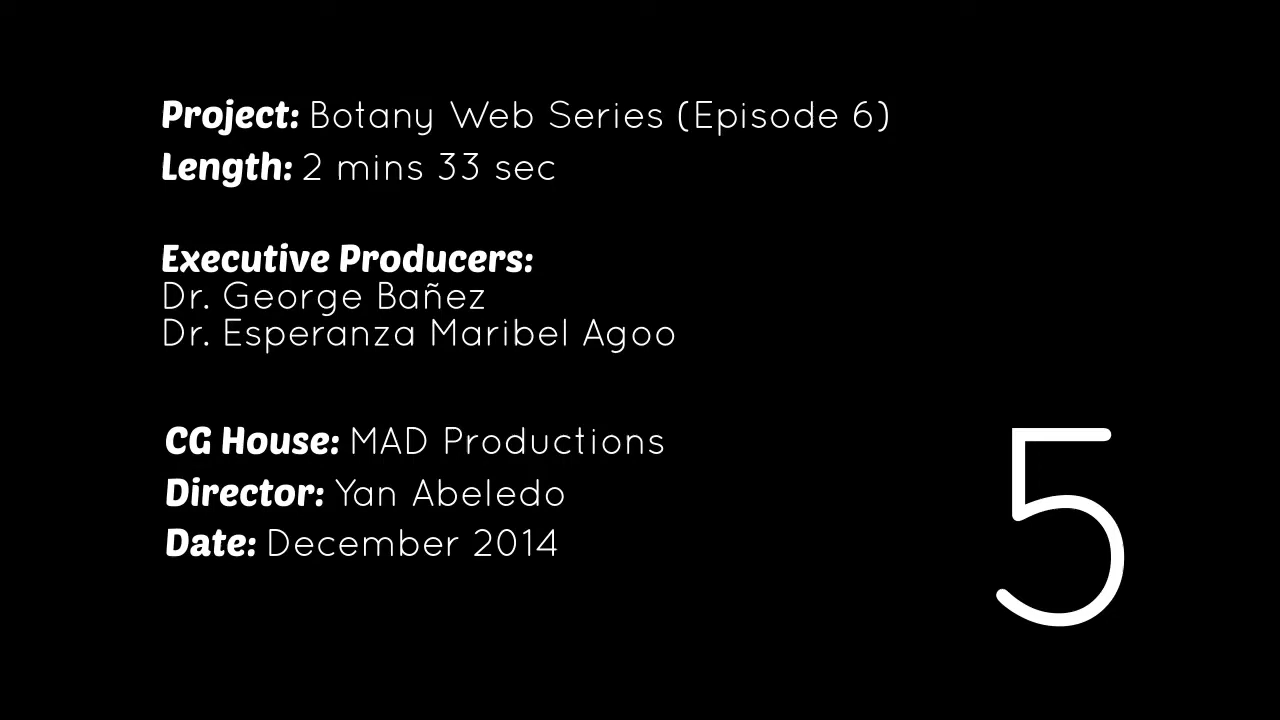 Project: Botany Web Series (Episode 6)
Length: 2 mins 33 sec
Executive Producers:
Dr. George Bañez
Dr. Esperanza Maribel Agoo
CG House: MAD Productions
Director: Yan Abeledo
Date: December 2014
5